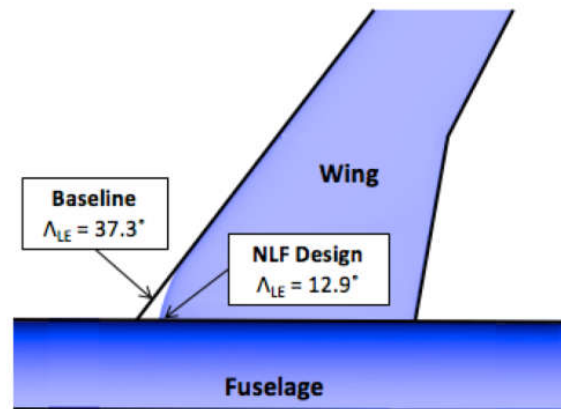 Wing
Baseline
Λ_LE = 37.3˚
NLF Design
Λ_LE = 12.9˚
Fuselage